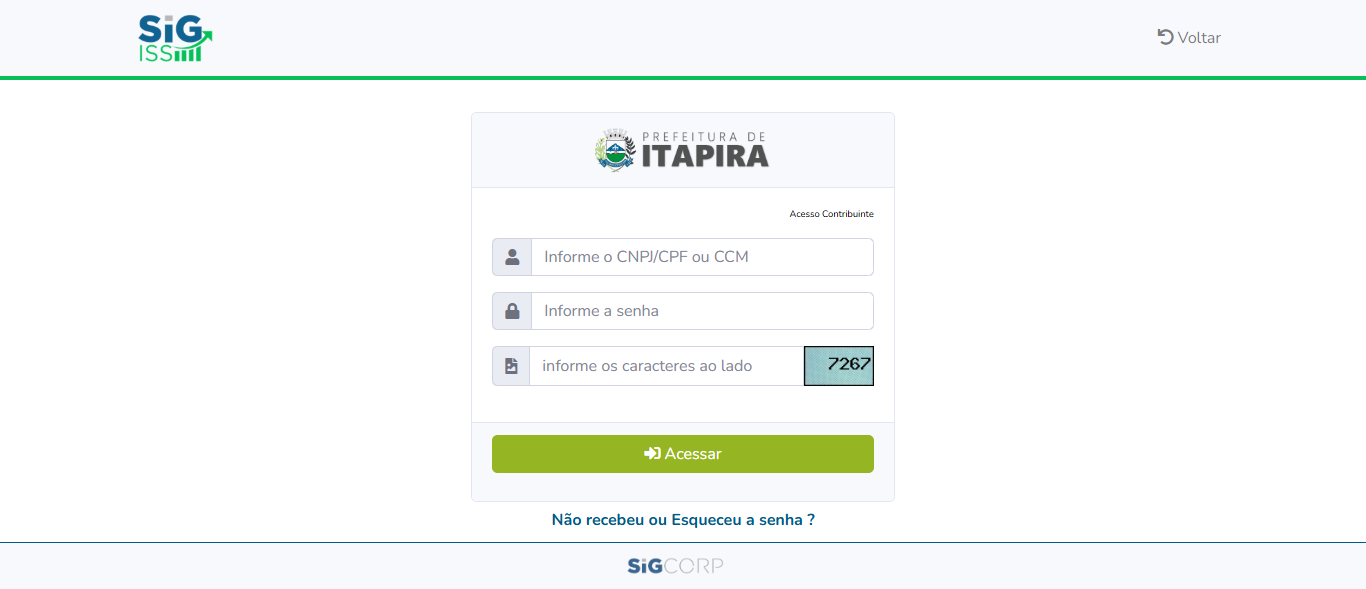 SiG
ISS
Voltar
PREFEITURA DE
ITAPIRA
Acesso Contribuinte
Informe o CNPJ/CPF ou CCM
Informe a senha
informe os caracteres ao lado
7267
Acessar
Não recebeu ou Esqueceu a senha ?
SiGCORP